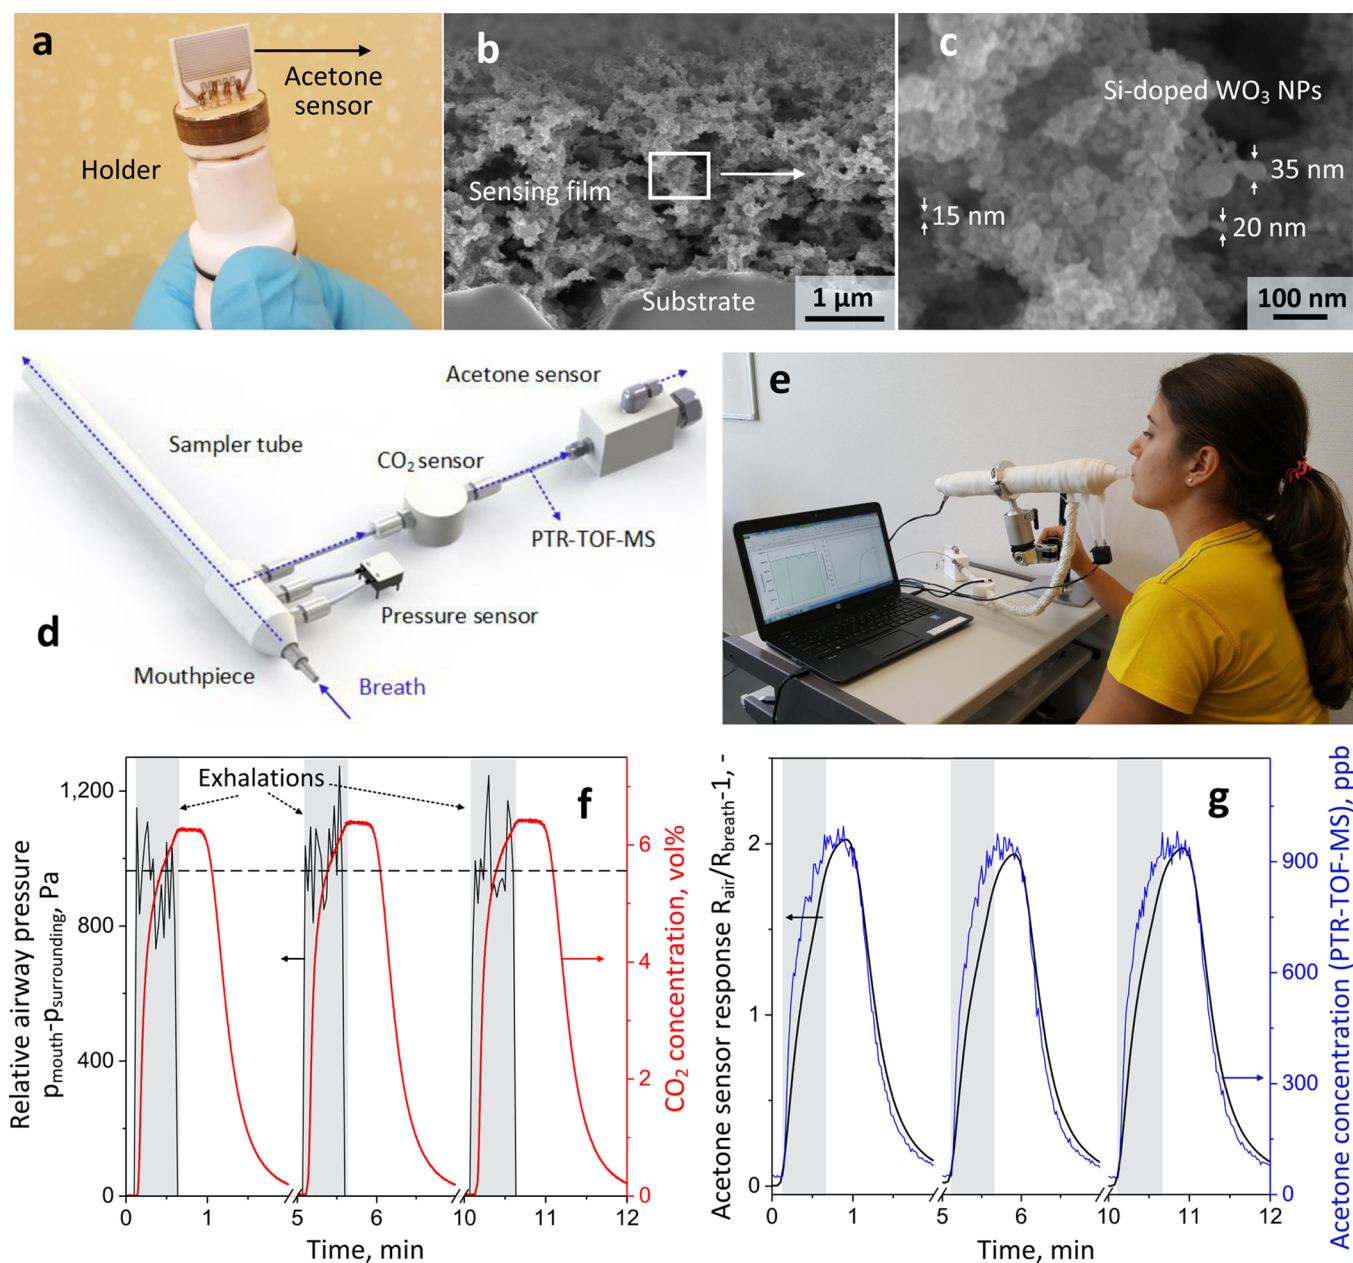 a
Acetone
sensor
Holder
b
Sensing film
Substrate
1 µm
c
Si-doped WO₃ NPs
35 nm
15 nm
20 nm
100 nm
Acetone sensor
Sampler tube
CO₂ sensor
PTR-TOF-MS
Pressure sensor
d
Mouthpiece
Breath
e
Relative airway pressure
pmouth-psurrounding, Pa
1,200
800
400
0
Exhalations
f
6
4
2
0
CO₂ concentration, vol%
0
1
5
6
10
11
12
Time, min
Acetone sensor response Rair/Rbreath-1, -
2
1
0
g
900
600
300
0
Acetone concentration (PTR-TOF-MS), ppb
0
1
5
6
10
11
12
Time, min